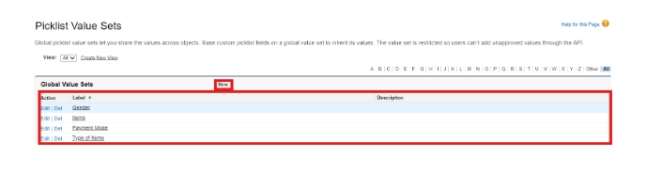 Picklist Value Sets
Help for this Page
Global picklist value sets let you share the values across objects. Base custom picklist fields on a global value set to inherit its values. The value set is restricted so users can't add unapproved values through the API.
View: All Create New View
A | B | C | D | E | F | G | H | I | J | K | L | M | N | O | P | Q | R | S | T | U | V | W | X | Y | Z | Other | All
Global Value Sets New
Action Label Description
Edit | Del Gender
Edit | Del Items
Edit | Del Payment Mode
Edit | Del Type of Items